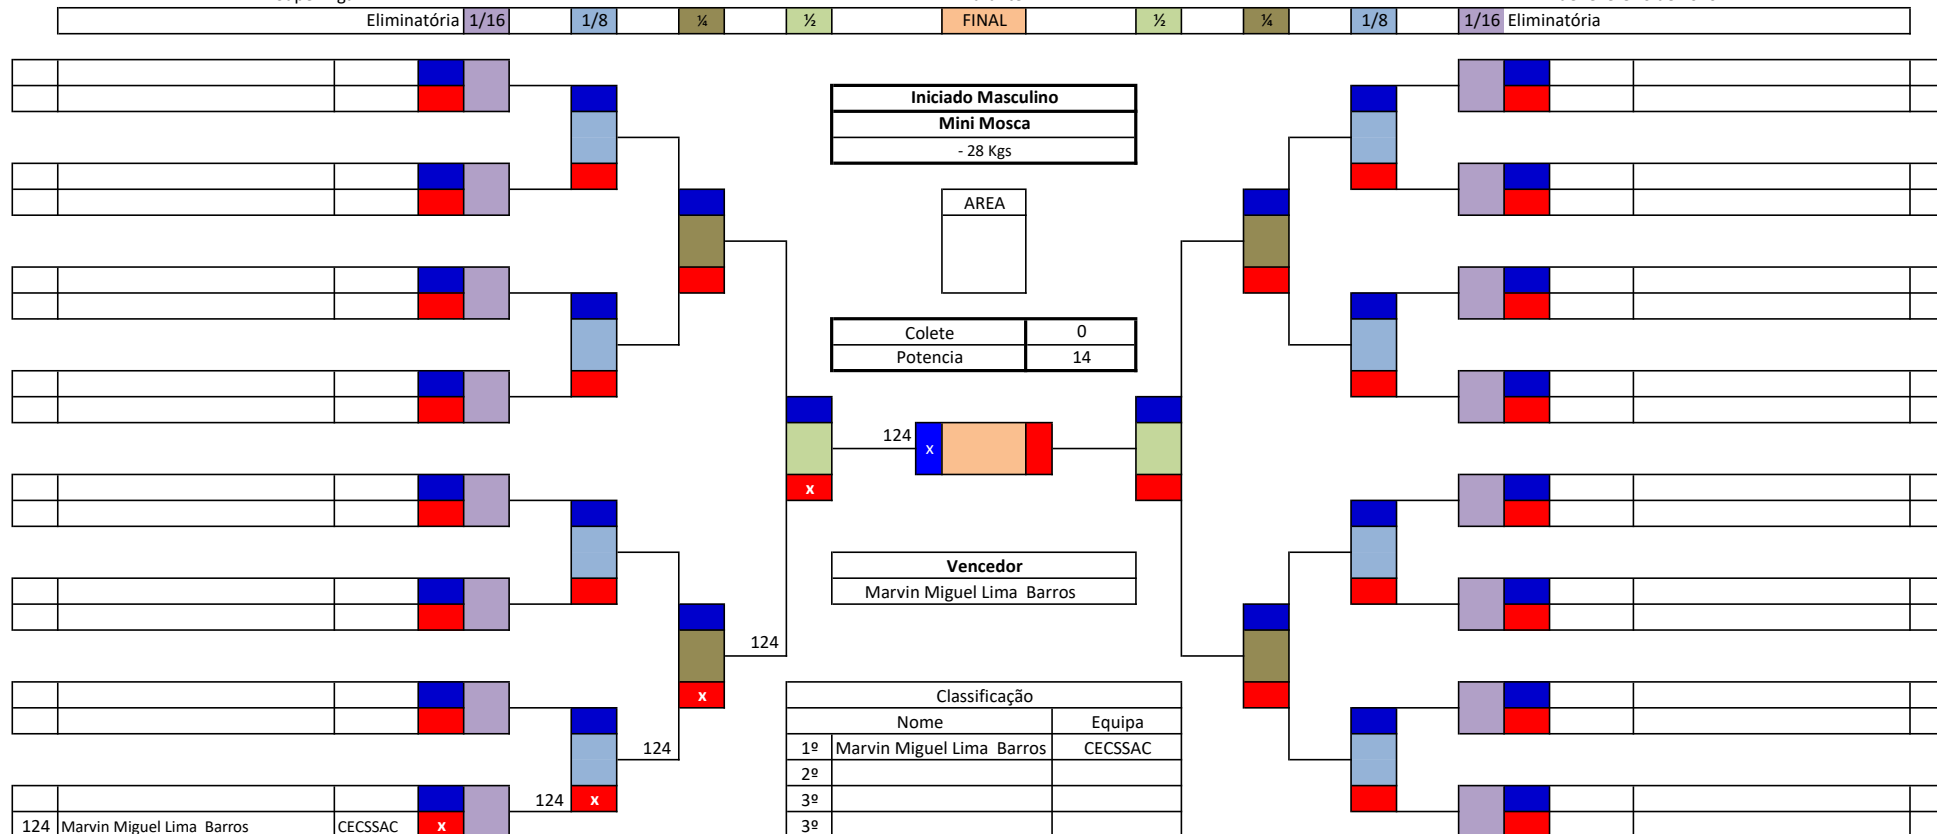 Eliminatória 1/16 1/8 ¼ ½ FINAL ½ ¼ 1/8 1/16 Eliminatória
Iniciado Masculino
Mini Mosca
- 28 Kgs
AREA
Colete 0
Potencia 14
124 x
x
Vencedor
Marvin Miguel Lima Barros
124
x
Classificação
Nome Equipa
124
1º Marvin Miguel Lima Barros CECSSAC
2º
124 x
3º
124 Marvin Miguel Lima Barros CECSSAC x
3º